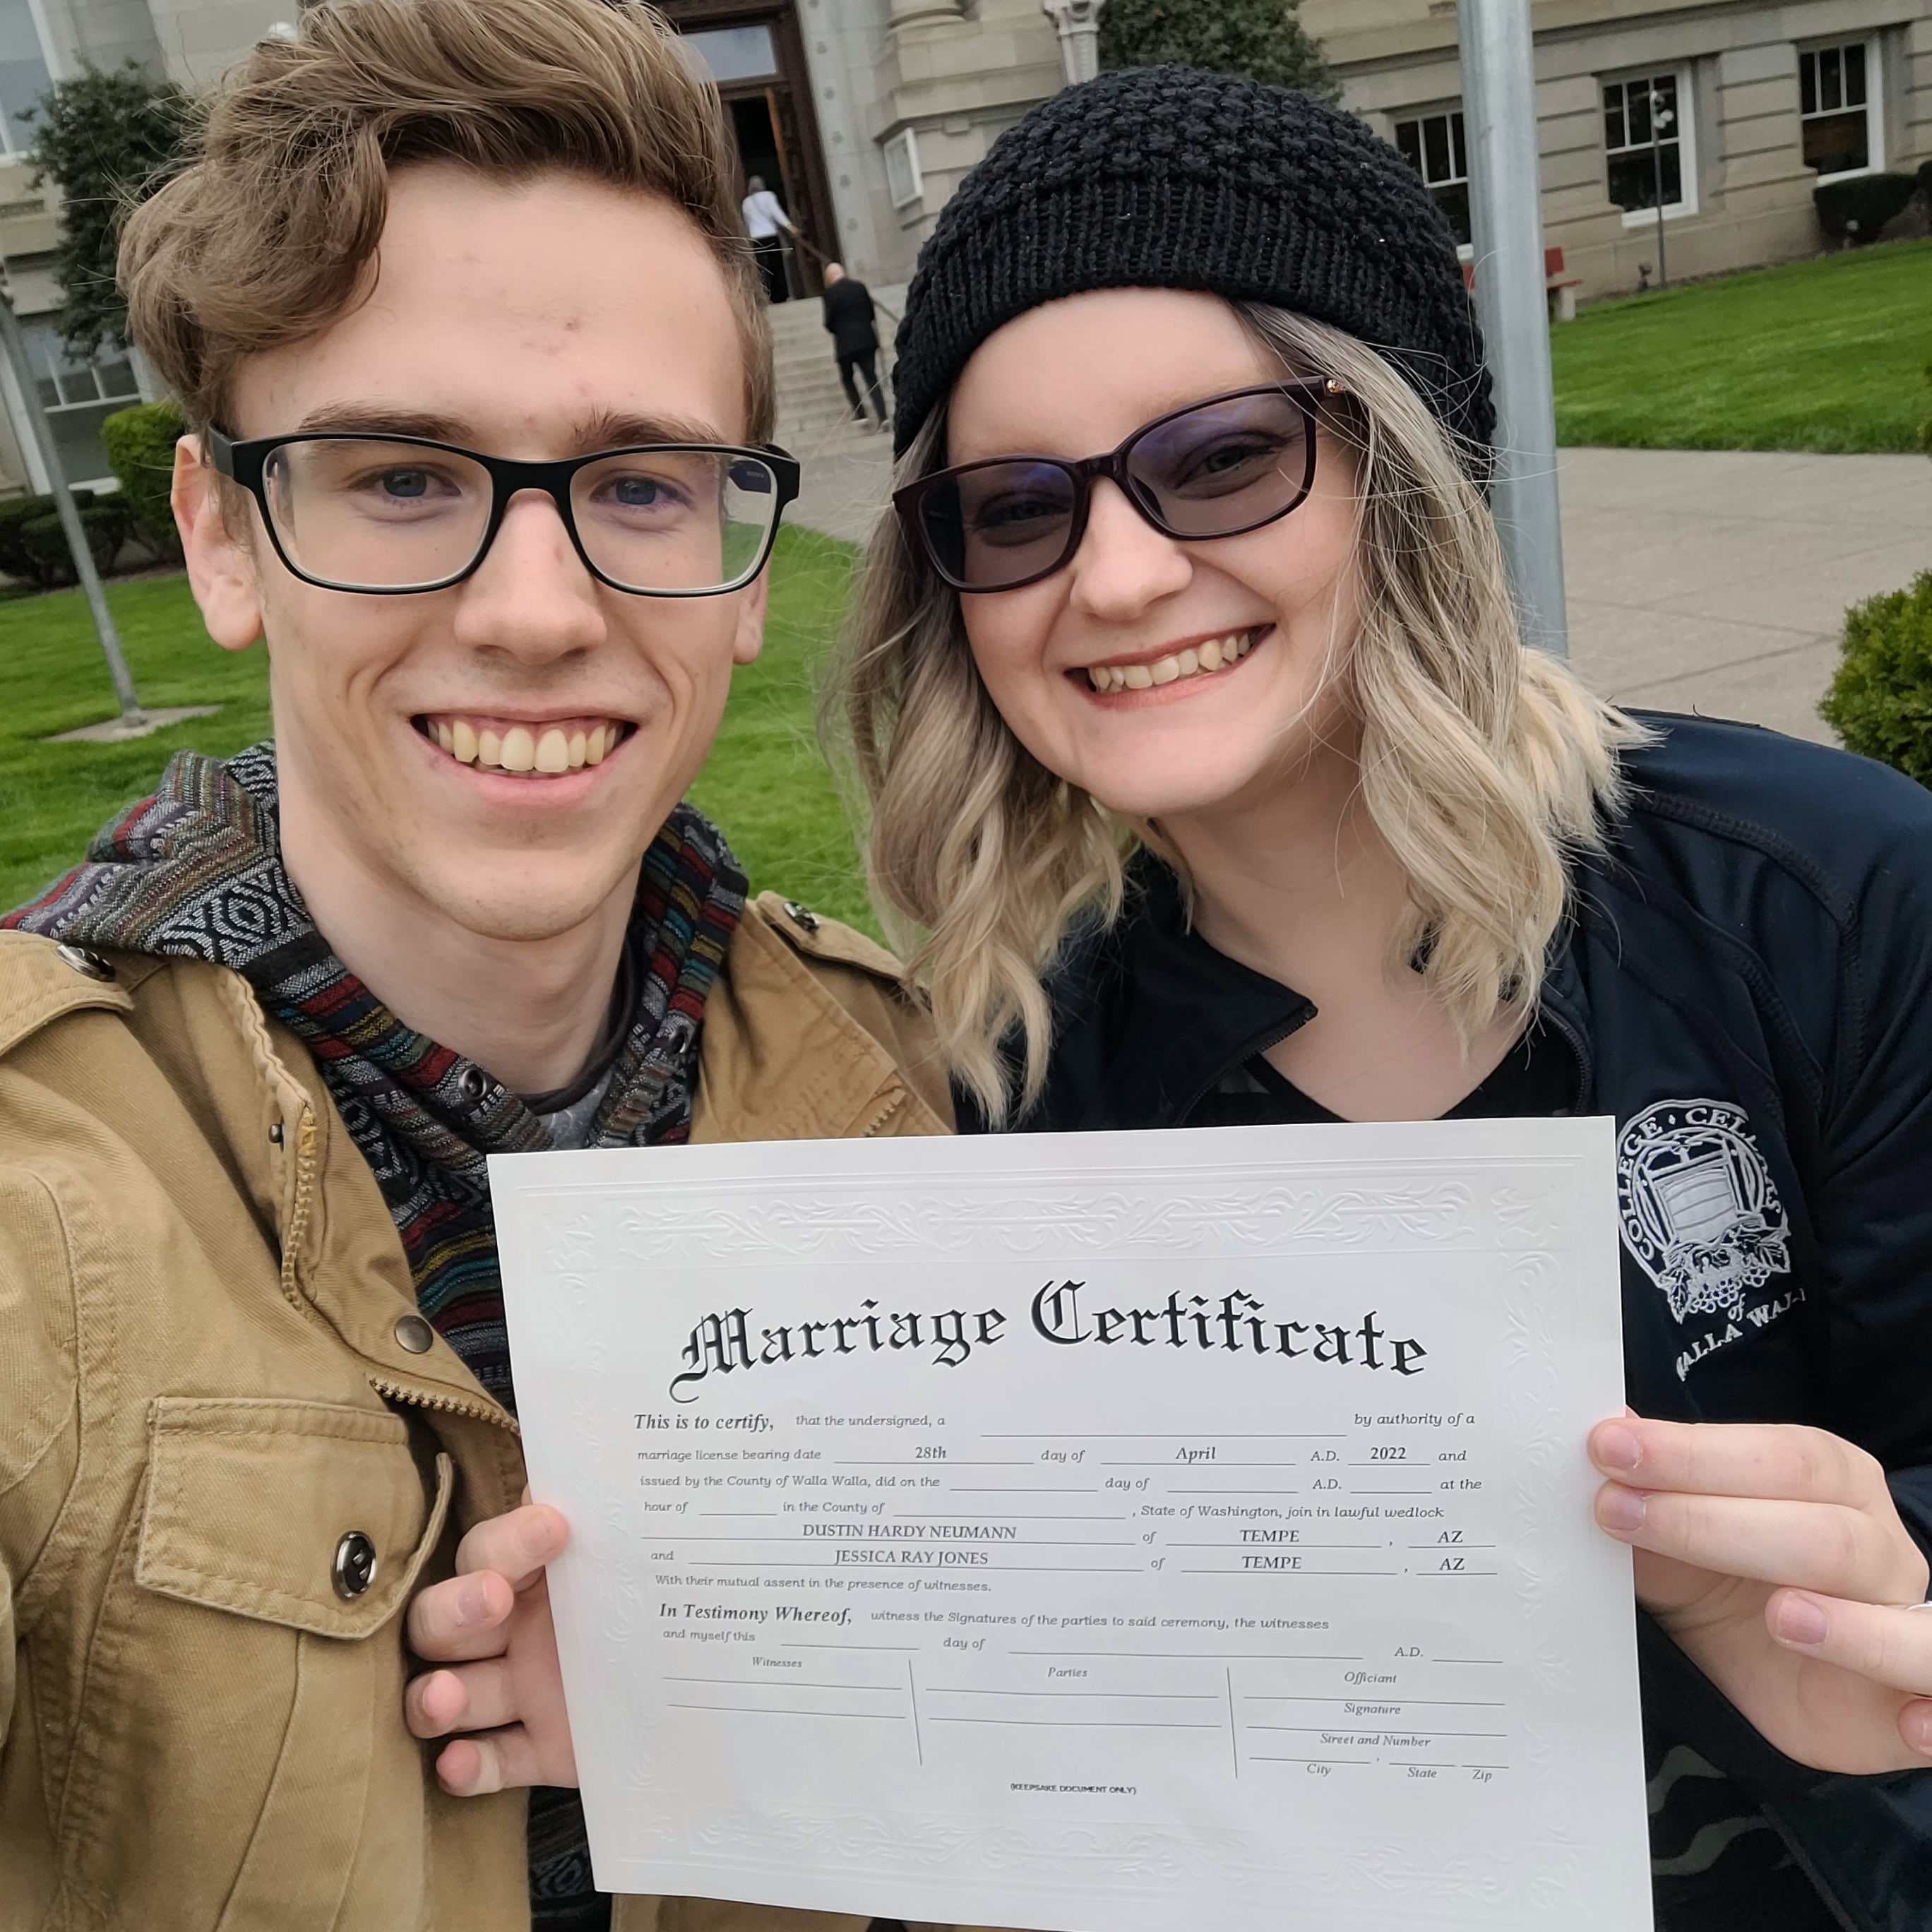 COLLEGE • CELLARS
of
WALLA WAL
Marriage Certificate
This is to certify, that the undersigned, a by authority of a
marriage license bearing date 28th day of April A.D. 2022 and
issued by the County of Walla Walla, did on the day of A.D. at the
hour of in the County of , State of Washington, join in lawful wedlock
DUSTIN HARDY NEUMANN of TEMPE , AZ
and JESSICA RAY JONES of TEMPE , AZ
With their mutual assent in the presence of witnesses.
In Testimony Whereof, witness the Signatures of the parties to said ceremony, the witnesses
and myself this day of A.D.
Witnesses Parties Officiant
Signature
Street and Number
City , State Zip
(KEEPSAKE DOCUMENT ONLY)